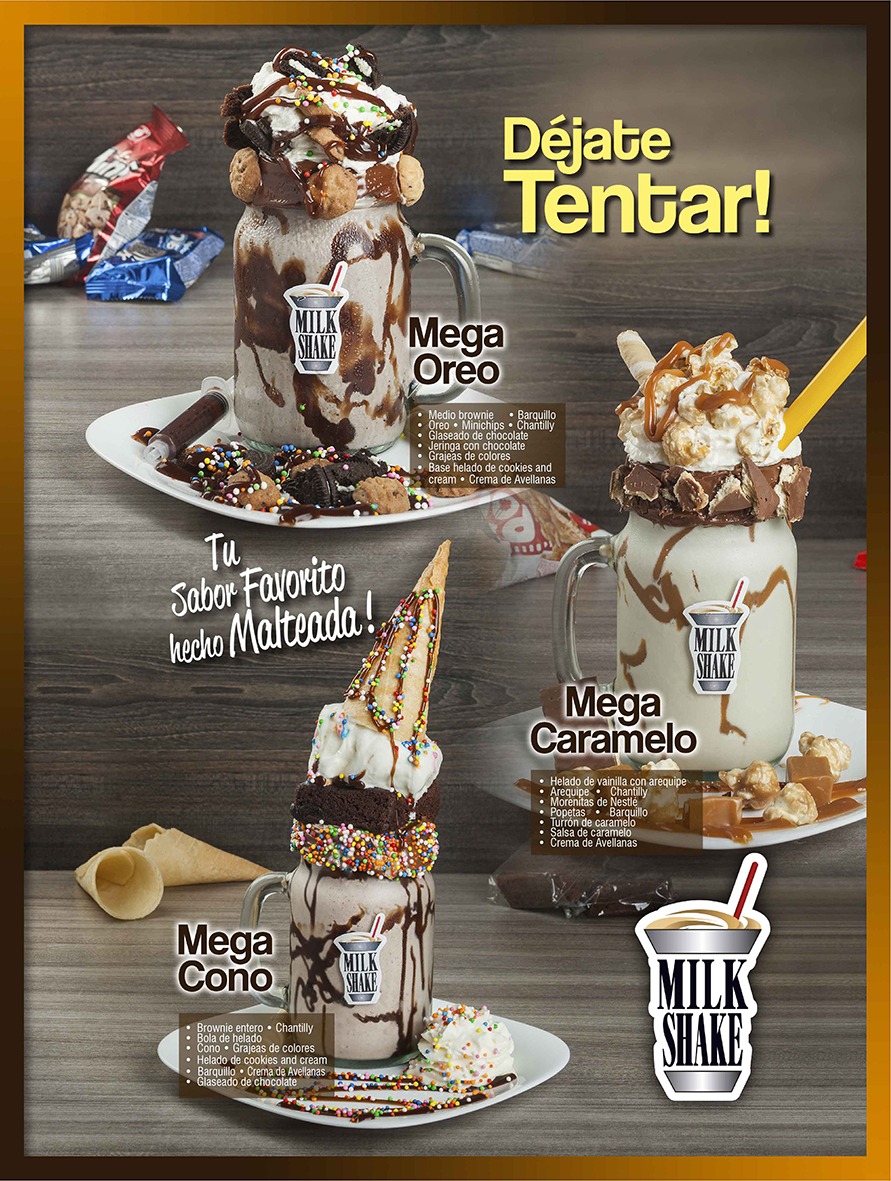 Déjate
Tentar!
MILK
SHAKE
Mega
Oreo
• Medio brownie • Barquillo
• Oreo • Minichips • Chantilly
• Glaseado de chocolate
• Jeringa con chocolate
• Grajeas de colores
• Base helado de cookies and
cream • Crema de Avellanas
Tu
Sabor Favorito
hecho Malteada!
MILK
SHAKE
Mega
Caramelo
• Helado de vainilla con arequipe
• Arequipe • Chantilly
• Morenitas de Nestlé
• Popetas • Barquillo
• Turrón de caramelo
• Salsa de caramelo
• Crema de Avellanas
MILK
SHAKE
Mega
Cono
• Brownie entero • Chantilly
• Bola de helado
• Cono • Grajeas de colores
• Helado de cookies and cream
• Barquillo • Crema de Avellanas
• Glaseado de chocolate
MILK
SHAKE